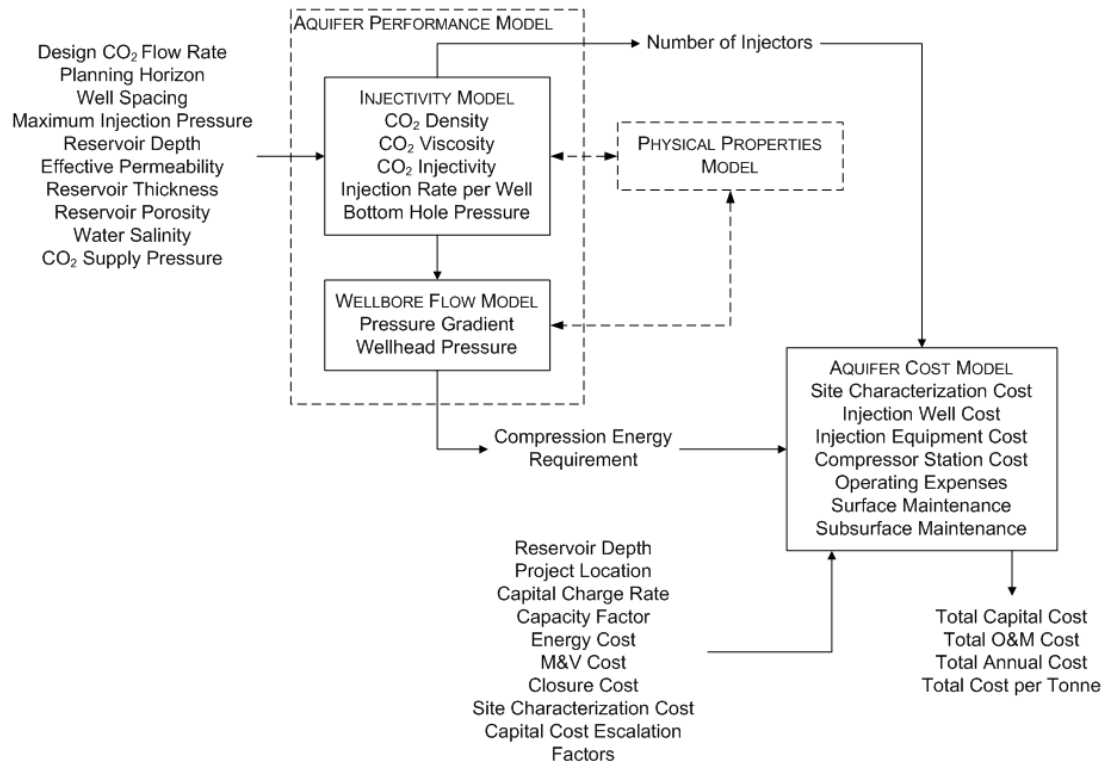 AQUIFER PERFORMANCE MODEL
Design CO₂ Flow Rate
Planning Horizon
Well Spacing
Maximum Injection Pressure
Reservoir Depth
Effective Permeability
Reservoir Thickness
Reservoir Porosity
Water Salinity
CO₂ Supply Pressure
INJECTIVITY MODEL
CO₂ Density
CO₂ Viscosity
CO₂ Injectivity
Injection Rate per Well
Bottom Hole Pressure
Number of Injectors
PHYSICAL PROPERTIES
MODEL
WELLBORE FLOW MODEL
Pressure Gradient
Wellhead Pressure
Compression Energy
Requirement
AQUIFER COST MODEL
Site Characterization Cost
Injection Well Cost
Injection Equipment Cost
Compressor Station Cost
Operating Expenses
Surface Maintenance
Subsurface Maintenance
Reservoir Depth
Project Location
Capital Charge Rate
Capacity Factor
Energy Cost
M&V Cost
Closure Cost
Site Characterization Cost
Capital Cost Escalation
Factors
Total Capital Cost
Total O&M Cost
Total Annual Cost
Total Cost per Tonne